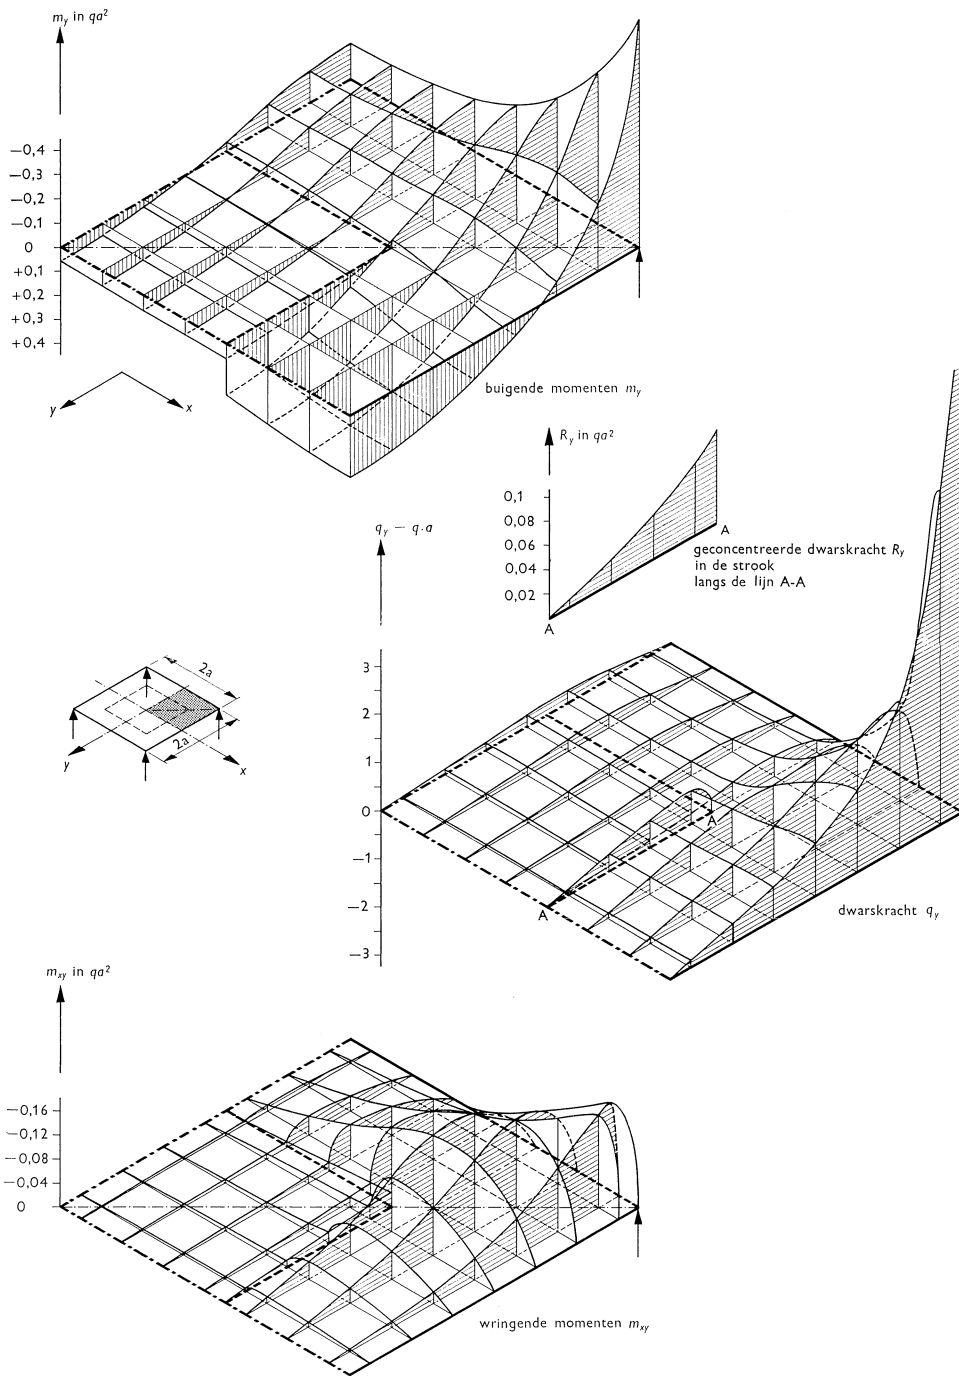 m_y in qa²
−0,4
−0,3
−0,2
−0,1
0
+0,1
+0,2
+0,3
+0,4
y
x
buigende momenten m_y
R_y in qa²
0,1
0,08
0,06
0,04
0,02
A
A
geconcentreerde dwarskracht R_y
in de strook
langs de lijn A-A
q_y − q·a
3
2
1
0
−1
−2
−3
A
A
dwarskracht q_y
2a
2a
y
x
m_xy in qa²
−0,16
−0,12
−0,08
−0,04
0
wringende momenten m_xy